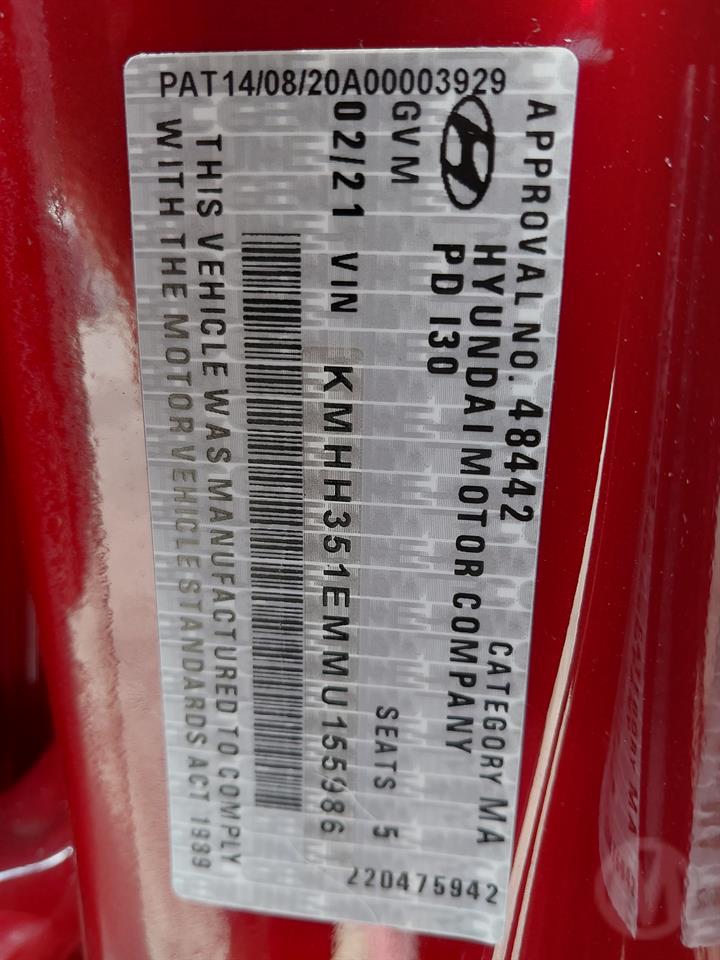 PAT14/08/20A00003929
APPROVAL NO. 48442 CATEGORY MA
HYUNDAI MOTOR COMPANY
PD I30
GVM SEATS 5
02/21 VIN KMHH351EMMU155986
THIS VEHICLE WAS MANUFACTURED TO COMPLY
WITH THE MOTOR VEHICLE STANDARDS ACT 1989
220475942